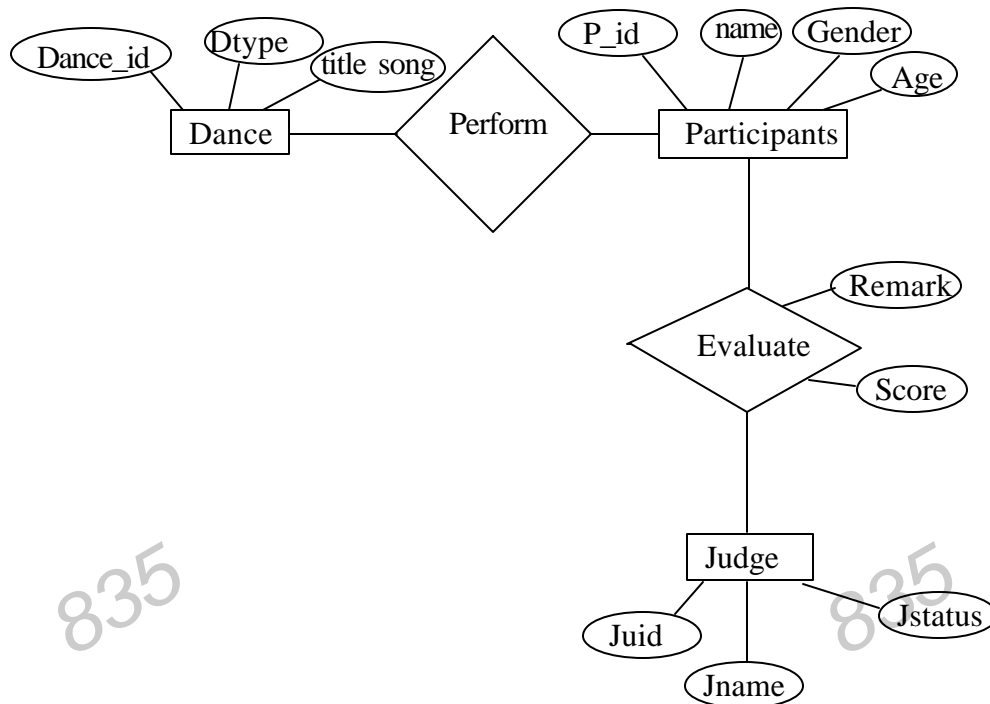 Dance_id
Dtype
title song
Dance
Perform
P_id
name
Gender
Age
Participants
Remark
Evaluate
Score
Judge
Juid
Jname
Jstatus
835
835